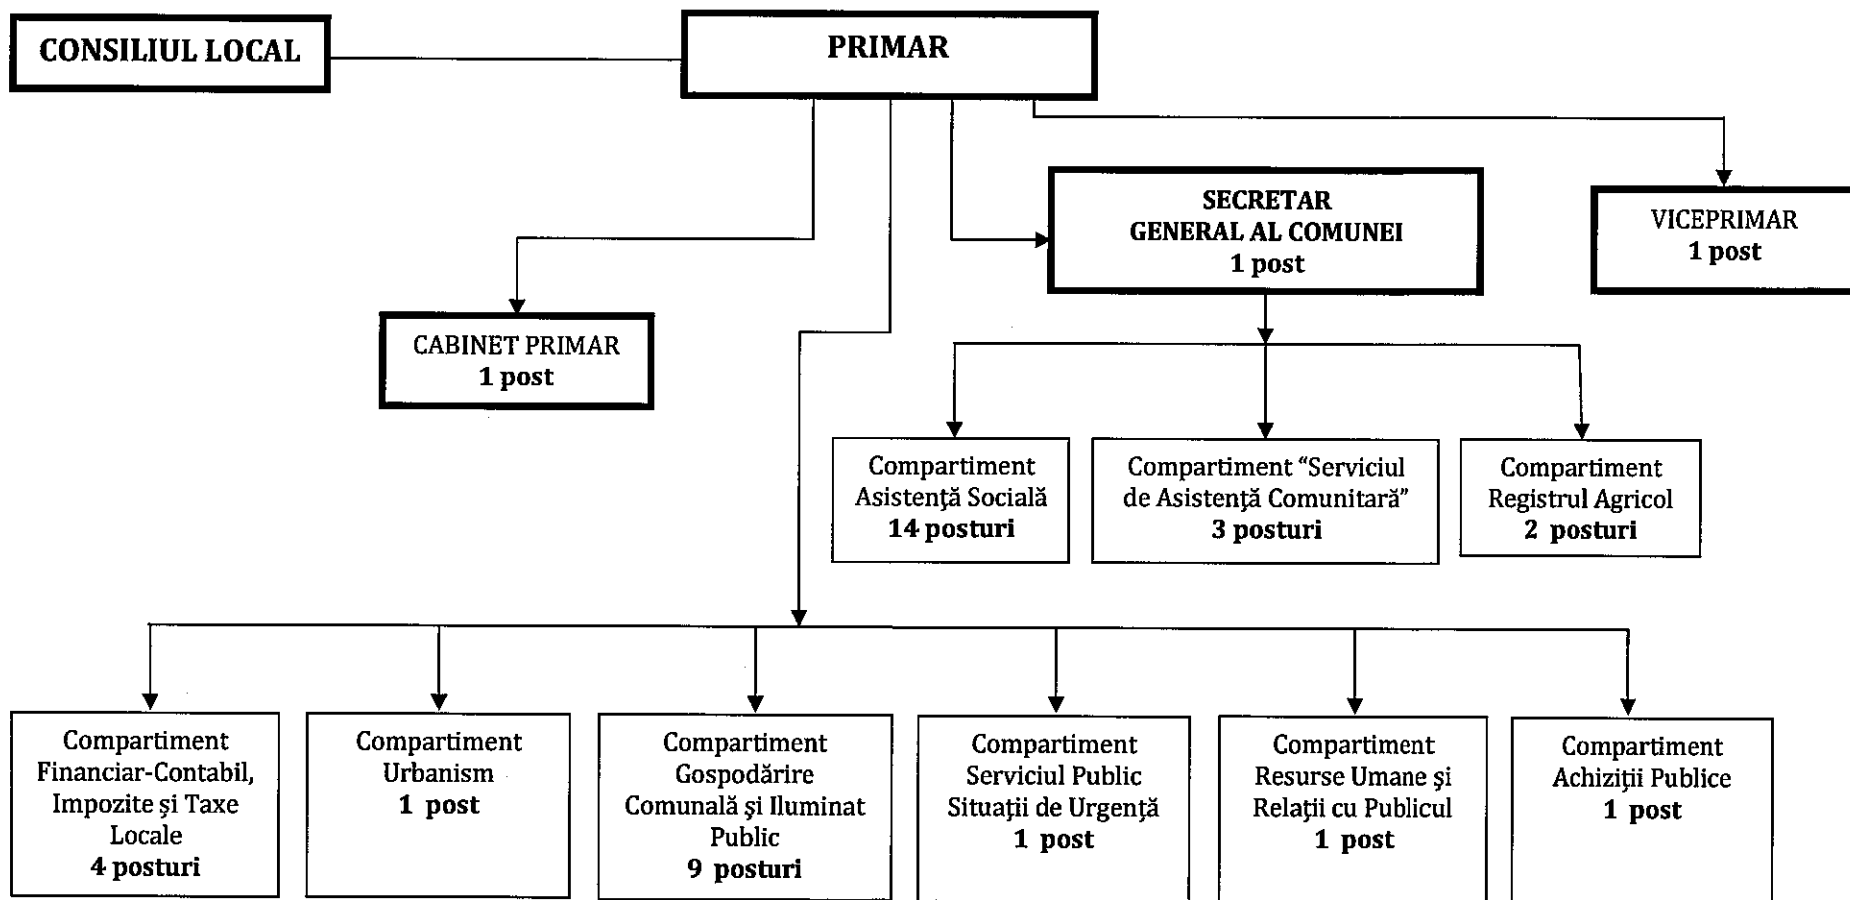 CONSILIUL LOCAL
PRIMAR
SECRETAR
GENERAL AL COMUNEI
1 post
VICEPRIMAR
1 post
CABINET PRIMAR
1 post
Compartiment
Asistenţă Socială
14 posturi
Compartiment “Serviciul
de Asistenţă Comunitară”
3 posturi
Compartiment
Registrul Agricol
2 posturi
Compartiment
Financiar-Contabil,
Impozite și Taxe
Locale
4 posturi
Compartiment
Urbanism
1 post
Compartiment
Gospodărire
Comunală şi Iluminat
Public
9 posturi
Compartiment
Serviciul Public
Situaţii de Urgenţă
1 post
Compartiment
Resurse Umane şi
Relaţii cu Publicul
1 post
Compartiment
Achiziţii Publice
1 post